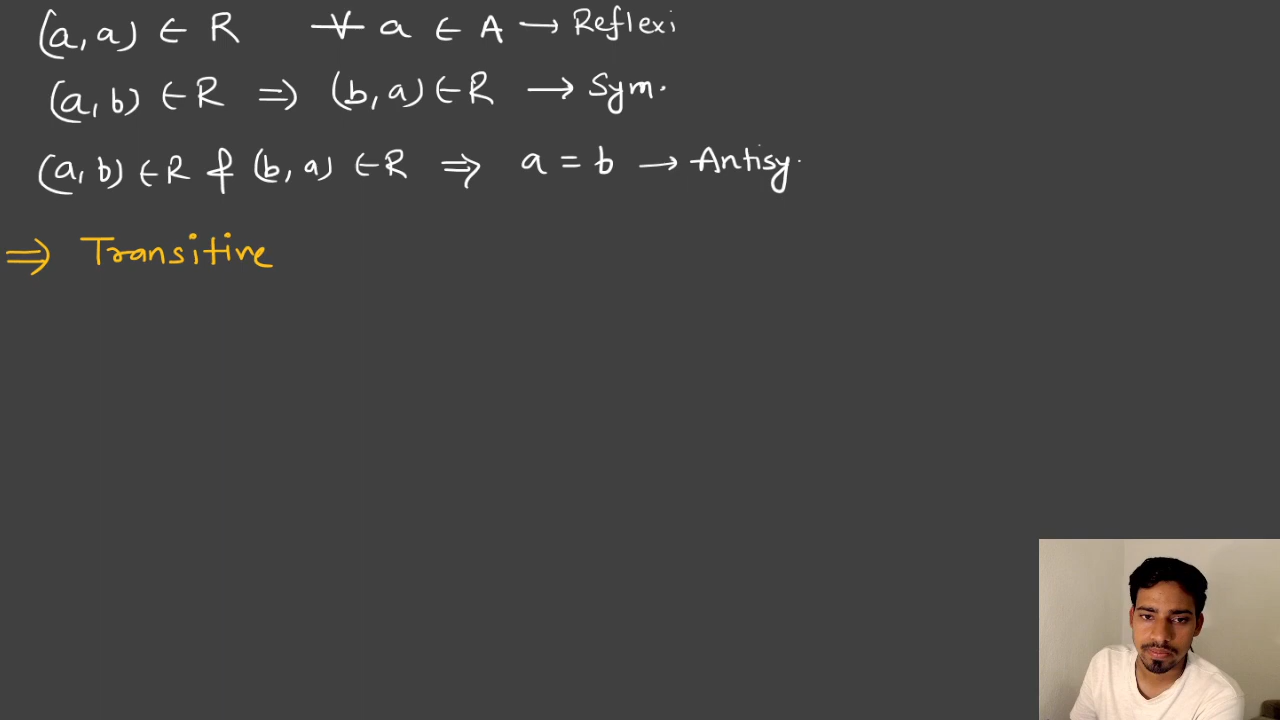 (a, a) ∈ R ∀ a ∈ A → Reflexi
(a, b) ∈ R ⇒ (b, a) ∈ R → Sym.
(a, b) ∈ R & (b, a) ∈ R ⇒ a = b → Antisy.
⇒ Transitive